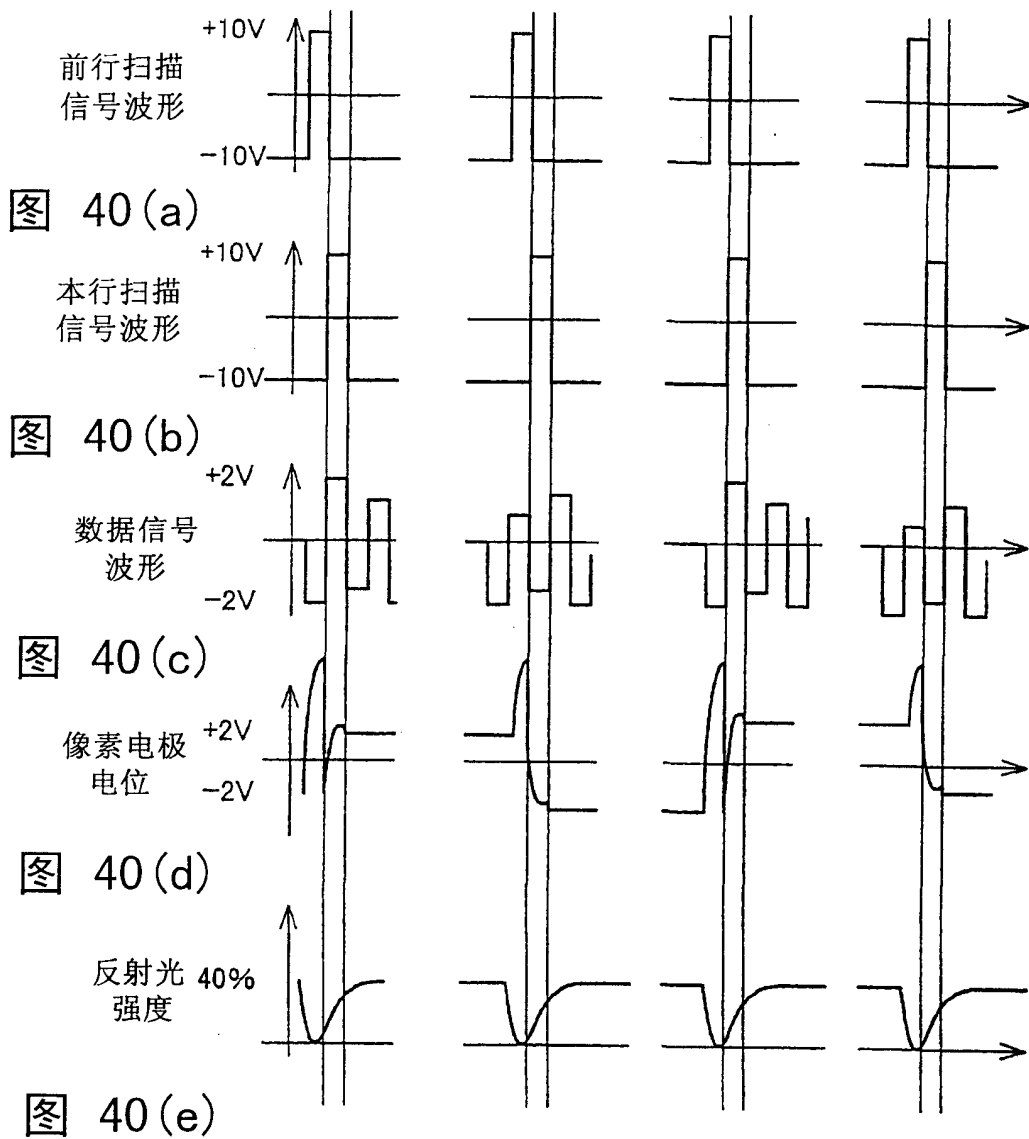 +10V
前行扫描
信号波形
-10V
图 40(a)
+10V
本行扫描
信号波形
-10V
图 40(b)
+2V
数据信号
波形
-2V
图 40(c)
像素电极
电位
+2V
-2V
图 40(d)
反射光
强度
40%
图 40(e)